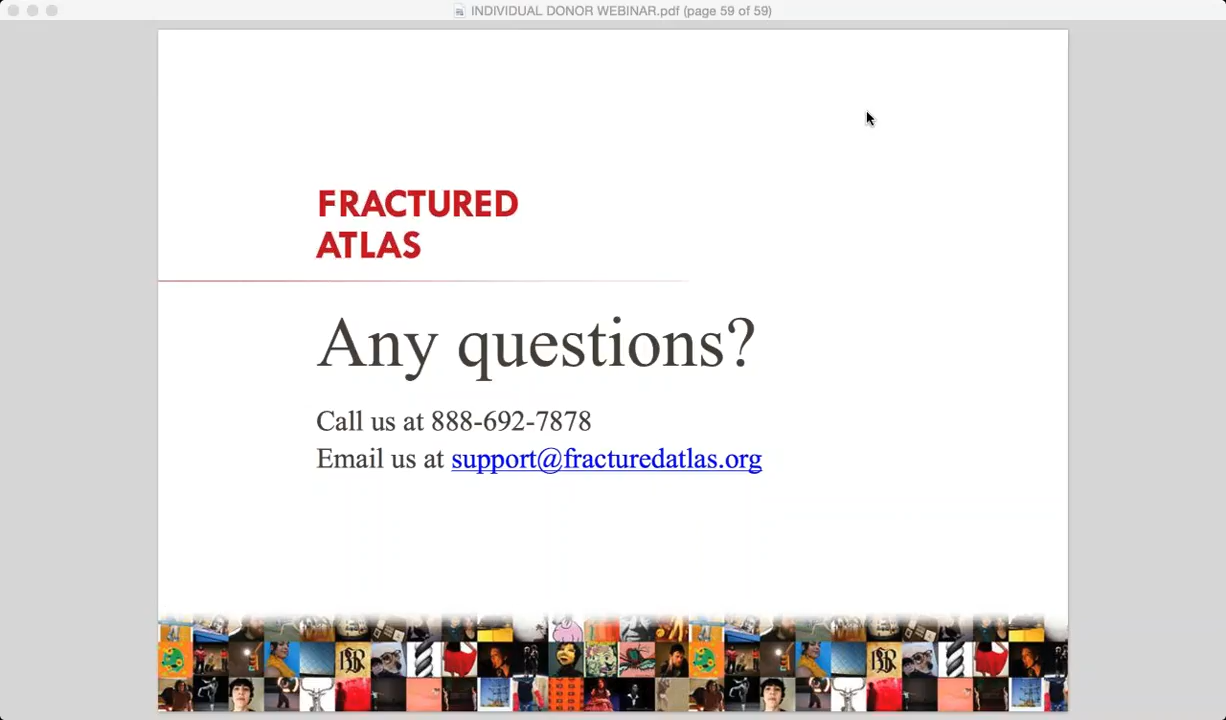 INDIVIDUAL DONOR WEBINAR.pdf (page 59 of 59)
FRACTURED
ATLAS
Any questions?
Call us at 888-692-7878
Email us at support@fracturedatlas.org